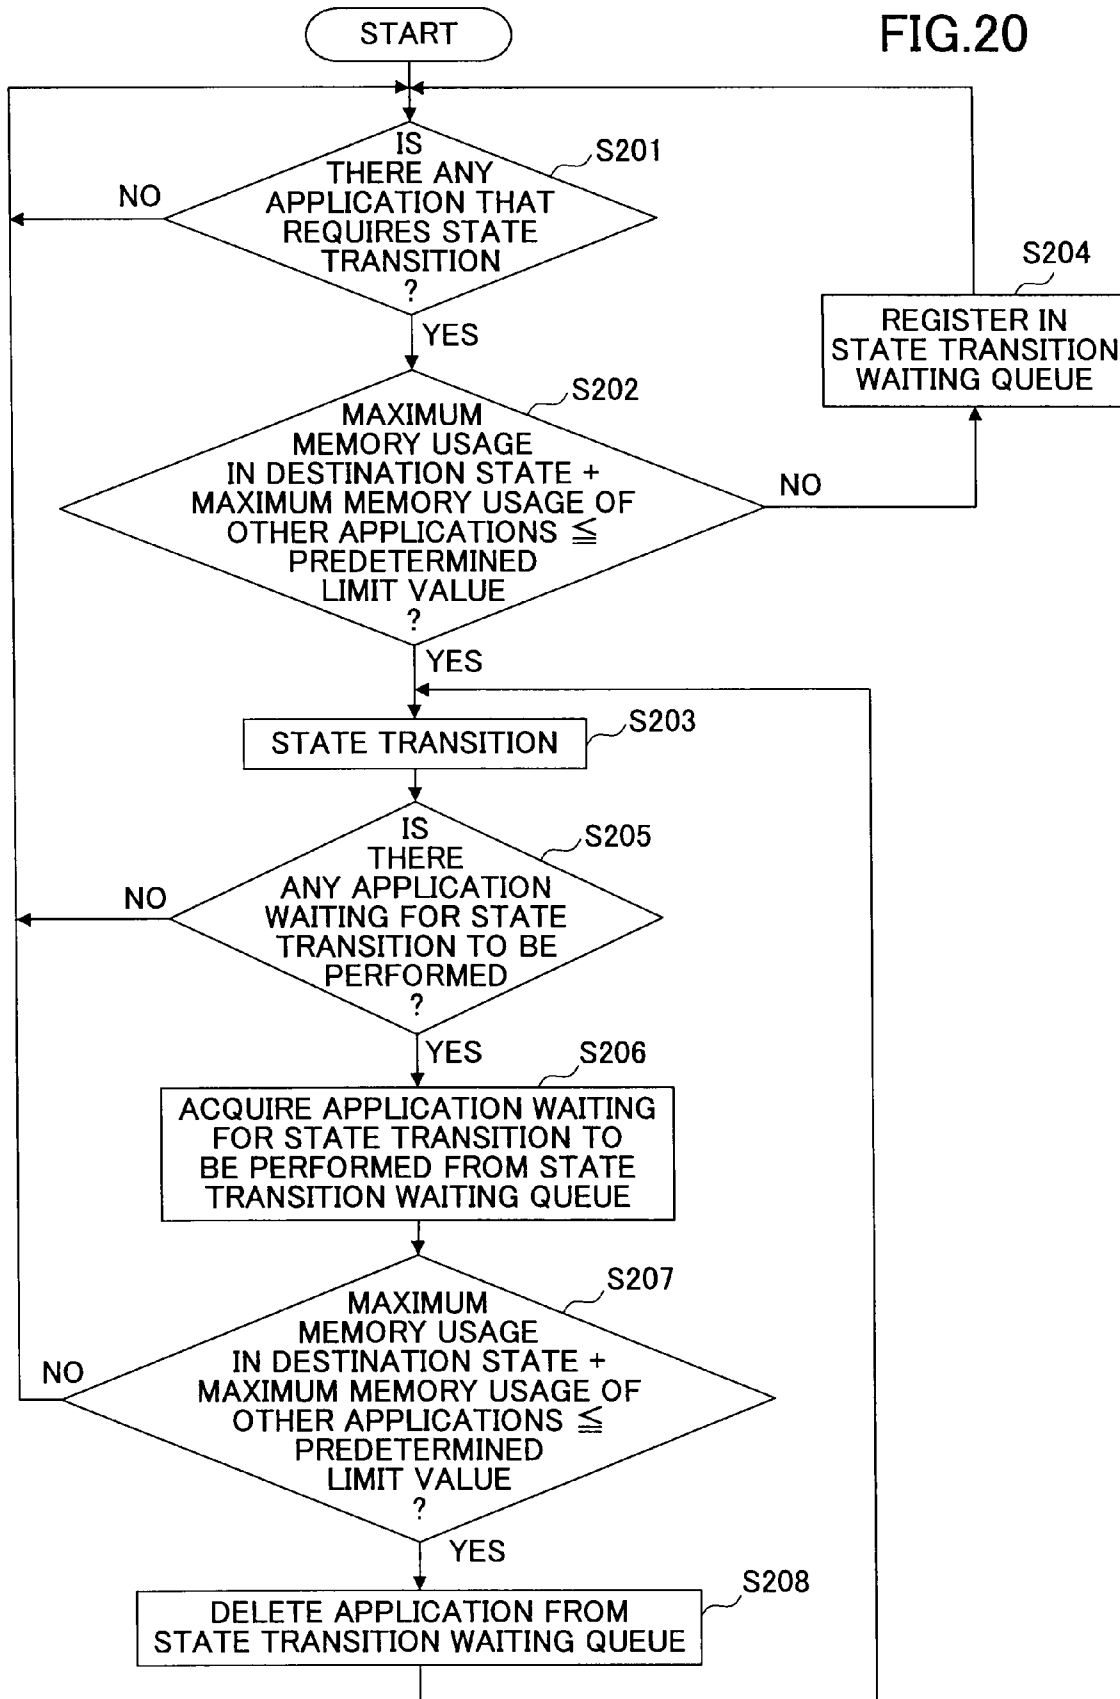 START
FIG.20
IS
THERE ANY
APPLICATION THAT
REQUIRES STATE
TRANSITION
?
S201
NO
YES
S204
REGISTER IN
STATE TRANSITION
WAITING QUEUE
S202
MAXIMUM
MEMORY USAGE
IN DESTINATION STATE +
MAXIMUM MEMORY USAGE OF
OTHER APPLICATIONS ≦
PREDETERMINED
LIMIT VALUE
?
NO
YES
S203
STATE TRANSITION
S205
IS
THERE
ANY APPLICATION
WAITING FOR STATE
TRANSITION TO BE
PERFORMED
?
NO
YES
S206
ACQUIRE APPLICATION WAITING
FOR STATE TRANSITION TO
BE PERFORMED FROM STATE
TRANSITION WAITING QUEUE
S207
MAXIMUM
MEMORY USAGE
IN DESTINATION STATE +
MAXIMUM MEMORY USAGE OF
OTHER APPLICATIONS ≦
PREDETERMINED
LIMIT VALUE
?
NO
YES
S208
DELETE APPLICATION FROM
STATE TRANSITION WAITING QUEUE